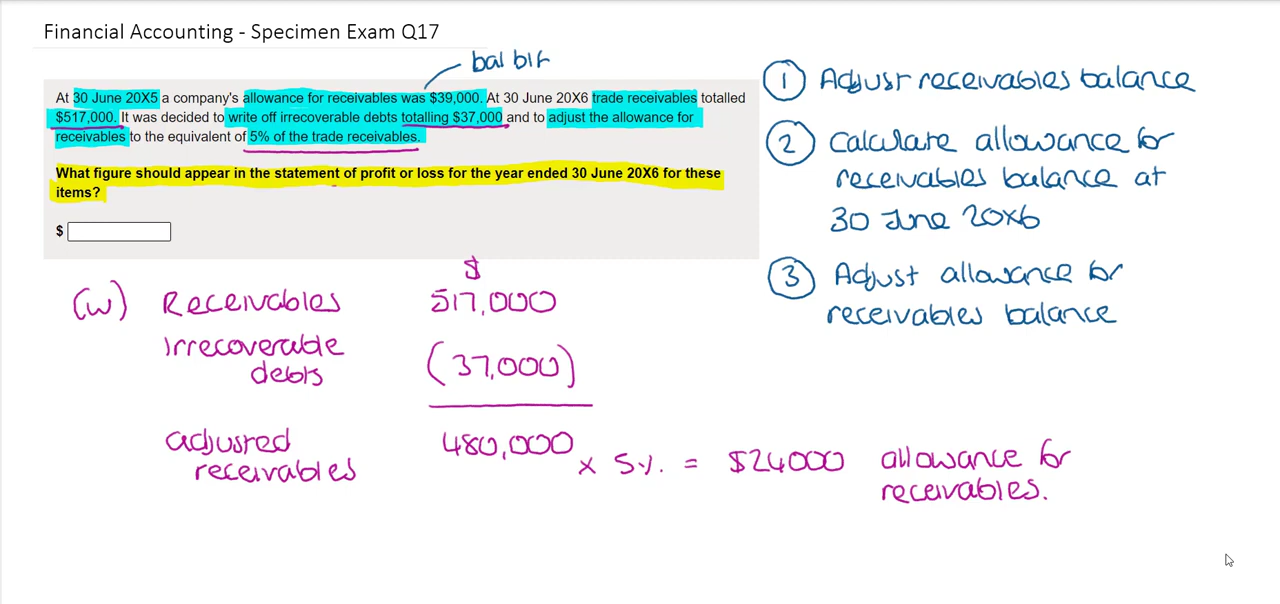 Financial Accounting - Specimen Exam Q17
bal b/f
At 30 June 20X5 a company's allowance for receivables was $39,000. At 30 June 20X6 trade receivables totalled
$517,000. It was decided to write off irrecoverable debts totalling $37,000 and to adjust the allowance for
receivables to the equivalent of 5% of the trade receivables.
What figure should appear in the statement of profit or loss for the year ended 30 June 20X6 for these
items?
$
① Adjust receivables balance
② Calculate allowance for
receivables balance at
30 June 20X6
③ Adjust allowance for
receivables balance
$
(W) Receivables 517,000
Irrecoverable
debts (37,000)
adjusted
receivables 480,000 x 5% = $24000 allowance for
receivables.